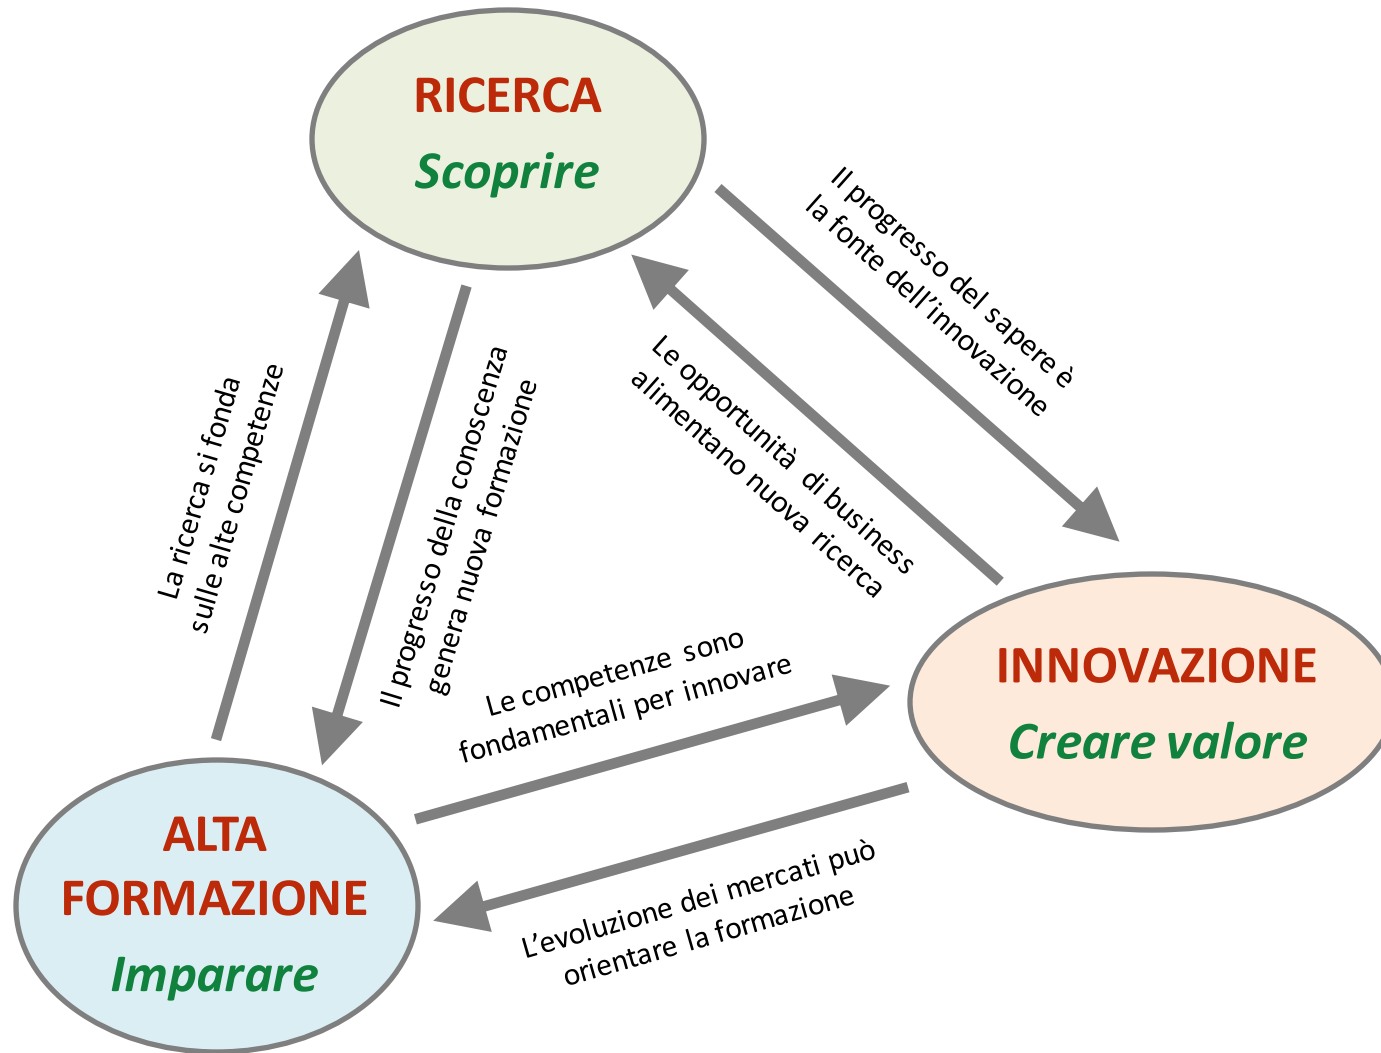 RICERCA
Scoprire
Il progresso del sapere è
la fonte dell’innovazione
Le opportunità di business
alimentano nuova ricerca
La ricerca si fonda
sulle alte competenze
Il progresso della conoscenza
genera nuova formazione
Le competenze sono
fondamentali per innovare
INNOVAZIONE
Creare valore
ALTA
FORMAZIONE
Imparare
L’evoluzione dei mercati può
orientare la formazione